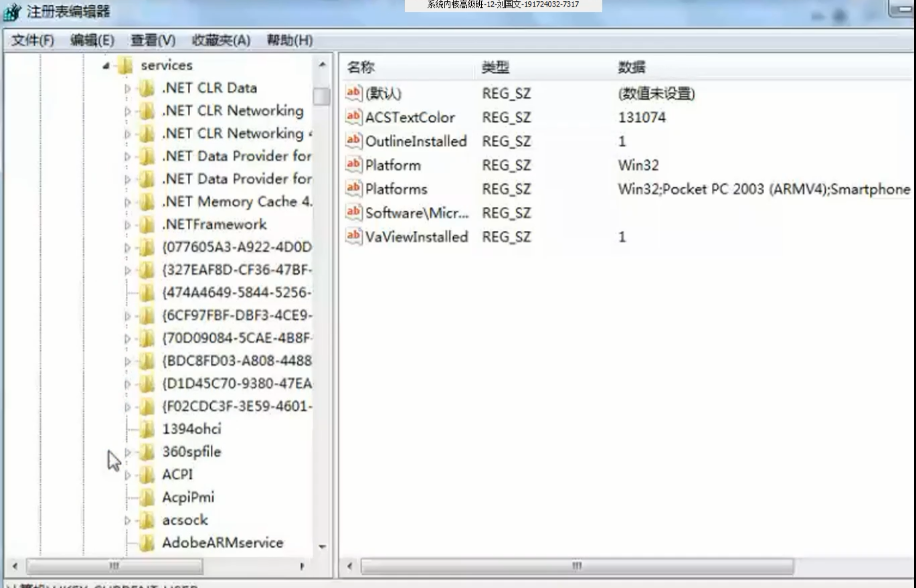 系统内核高级班-12-刘国文-191724032-7317
注册表编辑器
文件(F) 编辑(E) 查看(V) 收藏夹(A) 帮助(H)
services
.NET CLR Data
.NET CLR Networking
.NET CLR Networking 4
.NET Data Provider for
.NET Data Provider for
.NET Memory Cache 4.
.NETFramework
{077605A3-A922-4D0D
{327EAF8D-CF36-47BF-
{474A4649-5844-5256-
{6CF97FBF-DBF3-4CE9-
{70D09084-5CAE-4B8F-
{BDC8FD03-A808-4488
{D1D45C70-9380-47EA
{F02CDC3F-3E59-4601-
1394ohci
360spfile
ACPI
AcpiPmi
acsock
AdobeARMservice
名称 类型 数据
(默认) REG_SZ (数值未设置)
ACSTextColor REG_SZ 131074
OutlineInstalled REG_SZ 1
Platform REG_SZ Win32
Platforms REG_SZ Win32;Pocket PC 2003 (ARMV4);Smartphone
Software\Micr... REG_SZ
VaViewInstalled REG_SZ 1